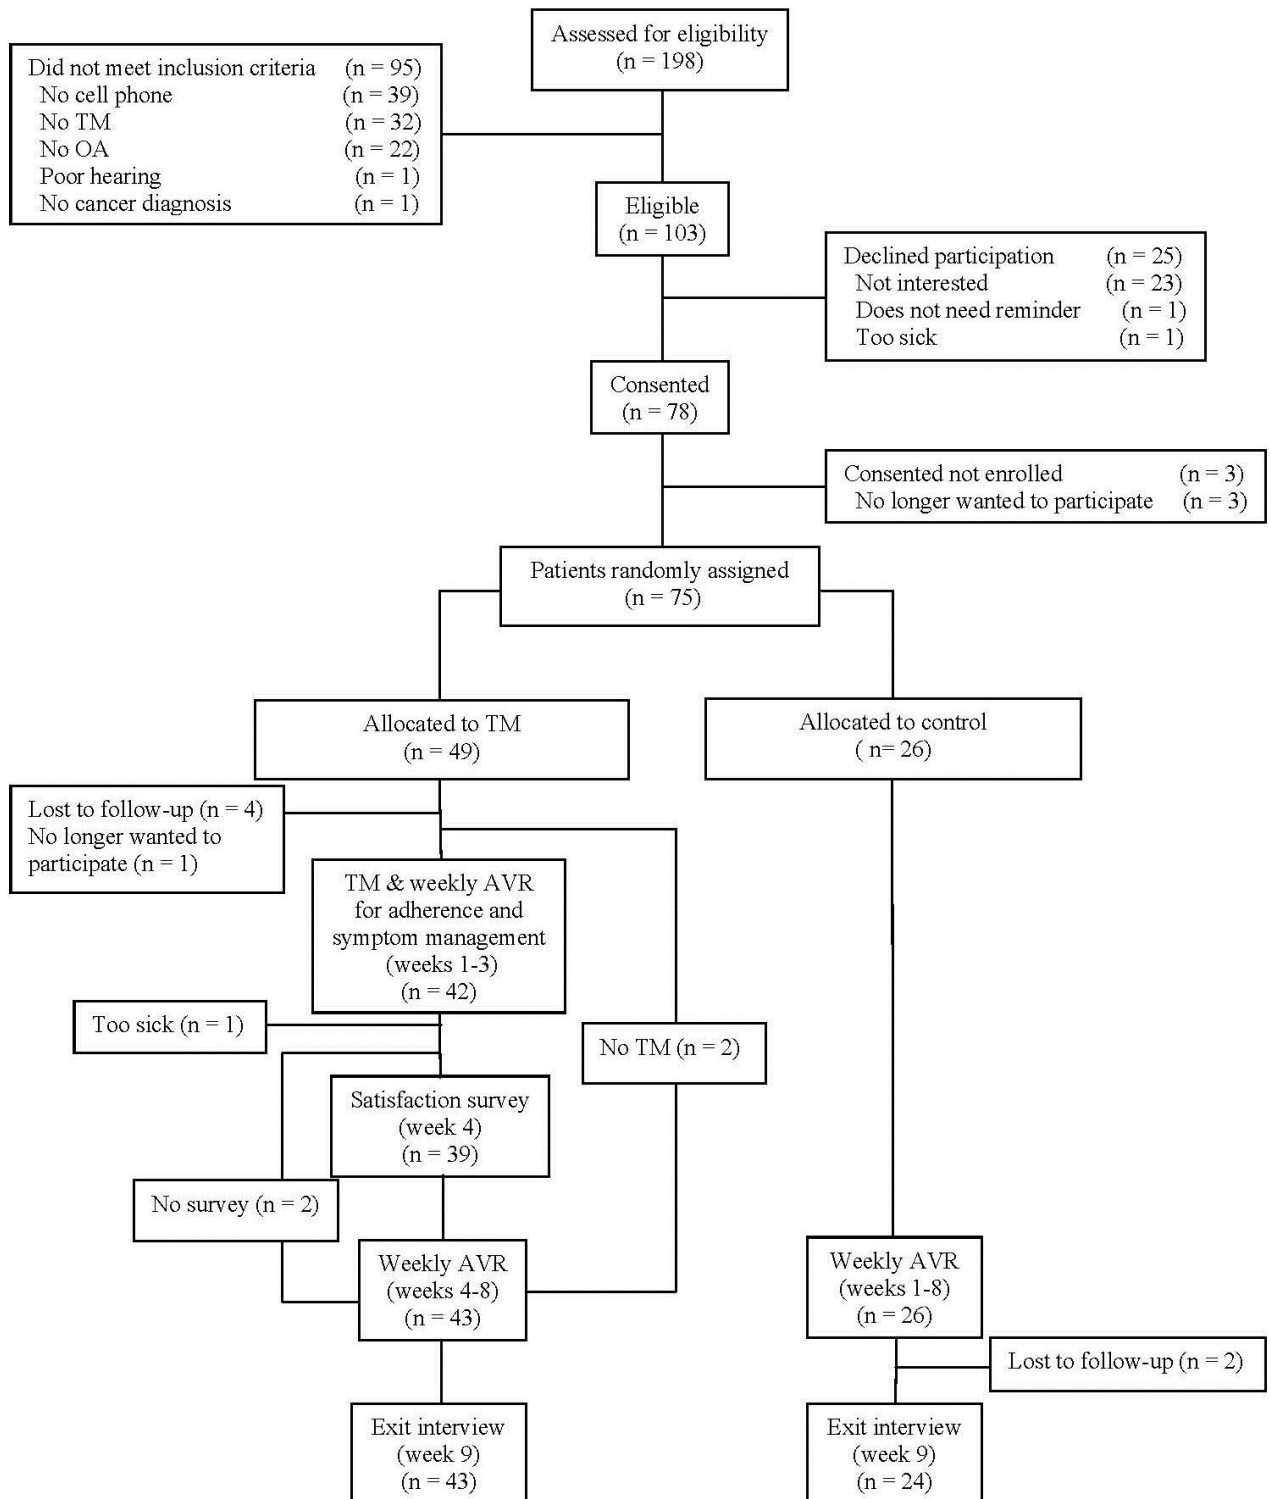 Assessed for eligibility
(n = 198)
Did not meet inclusion criteria (n = 95)
No cell phone (n = 39)
No TM (n = 32)
No OA (n = 22)
Poor hearing (n = 1)
No cancer diagnosis (n = 1)
Eligible
(n = 103)
Declined participation (n = 25)
Not interested (n = 23)
Does not need reminder (n = 1)
Too sick (n = 1)
Consented
(n = 78)
Consented not enrolled (n = 3)
No longer wanted to participate (n = 3)
Patients randomly assigned
(n = 75)
Allocated to TM
(n = 49)
Allocated to control
( n= 26)
Lost to follow-up (n = 4)
No longer wanted to
participate (n = 1)
TM & weekly AVR
for adherence and
symptom management
(weeks 1-3)
(n = 42)
Too sick (n = 1)
No TM (n = 2)
Satisfaction survey
(week 4)
(n = 39)
No survey (n = 2)
Weekly AVR
(weeks 4-8)
(n = 43)
Weekly AVR
(weeks 1-8)
(n = 26)
Lost to follow-up (n = 2)
Exit interview
(week 9)
(n = 43)
Exit interview
(week 9)
(n = 24)